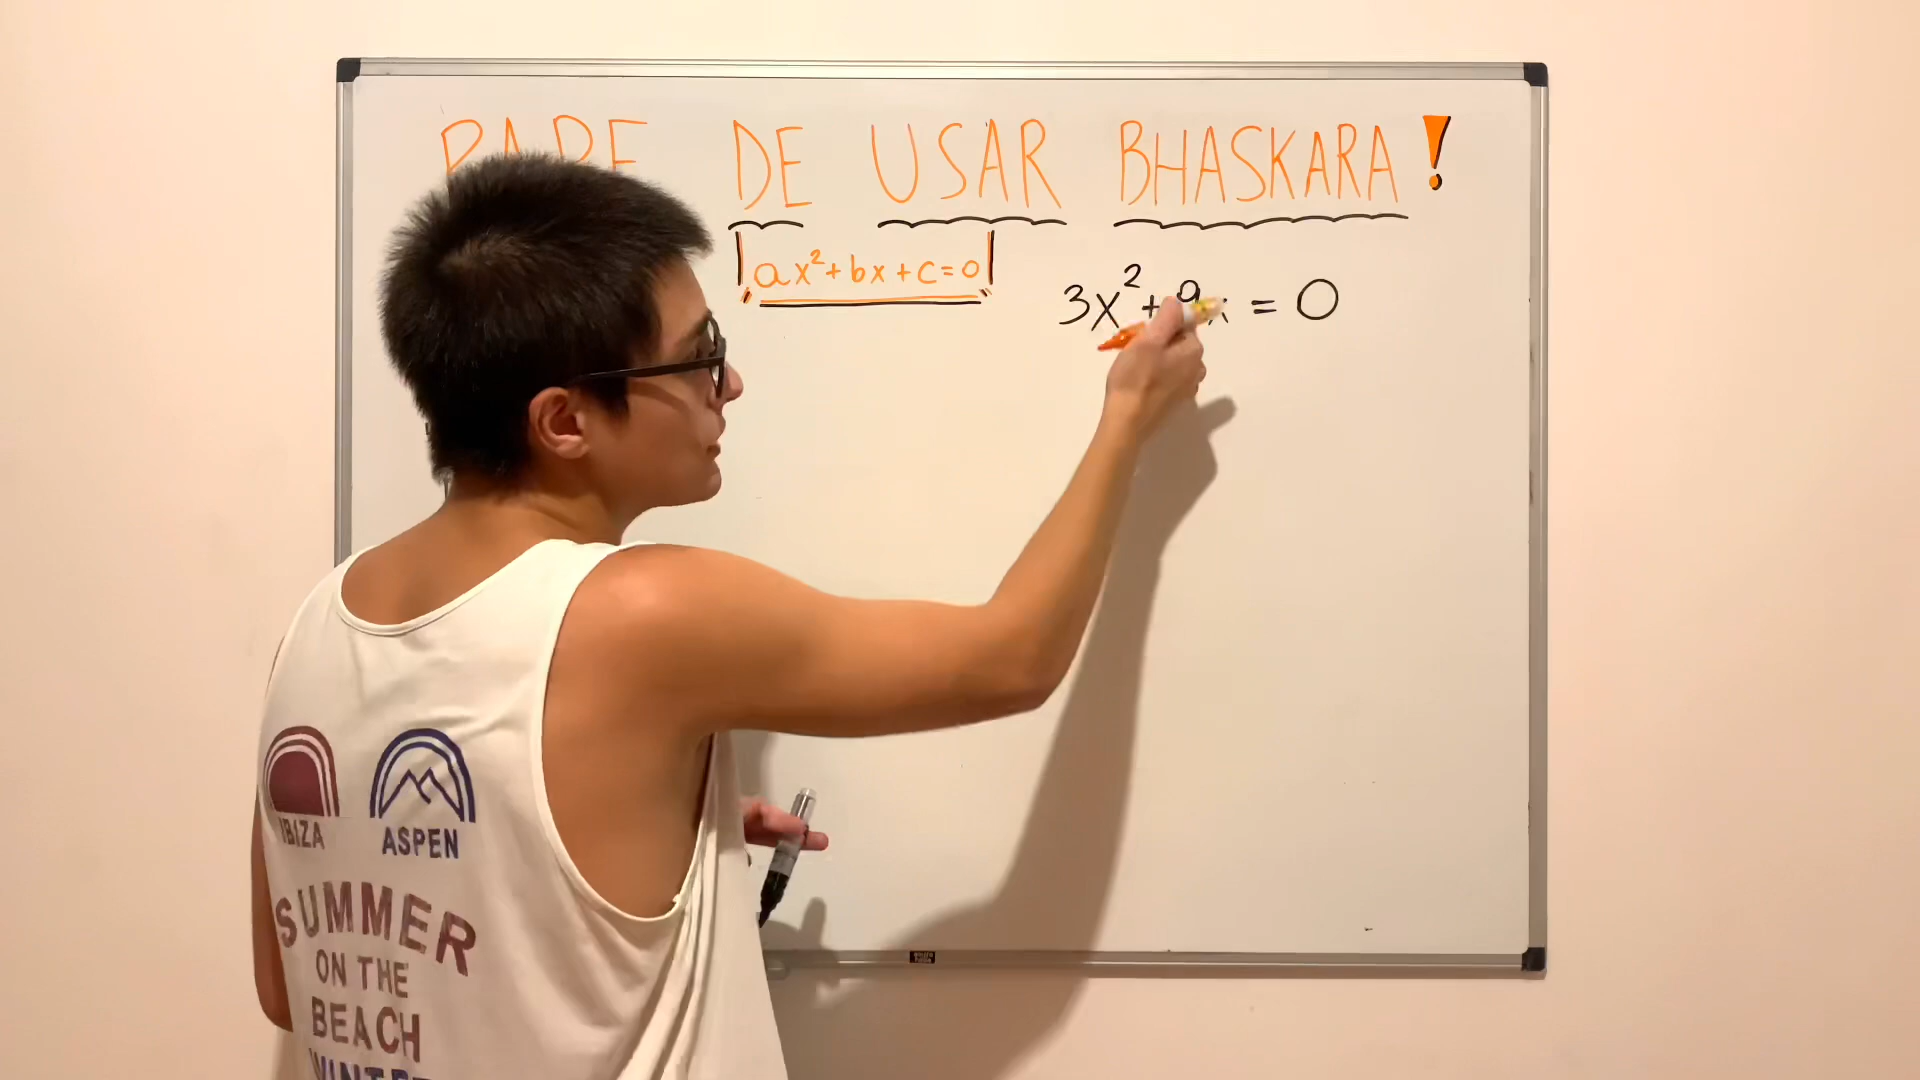 PARE DE USAR BHASKARA!
ax²+bx+c=0
3x²+9x=0
IBIZA ASPEN
SUMMER
ON THE
BEACH